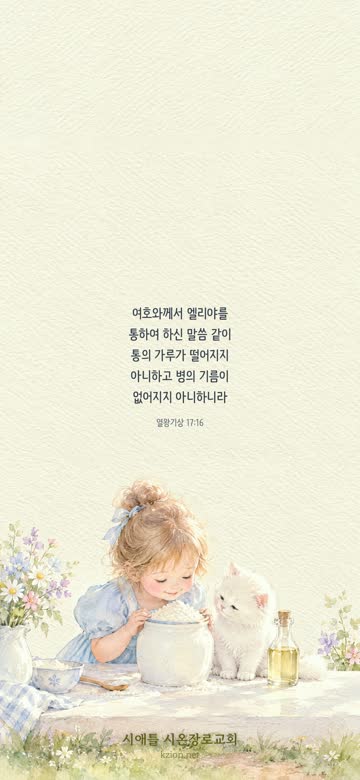 여호와께서 엘리야를
통하여 하신 말씀 같이
통의 가루가 떨어지지
아니하고 병의 기름이
없어지지 아니하니라
열왕기상 17:16
시애틀 시온장로교회
kzion.net